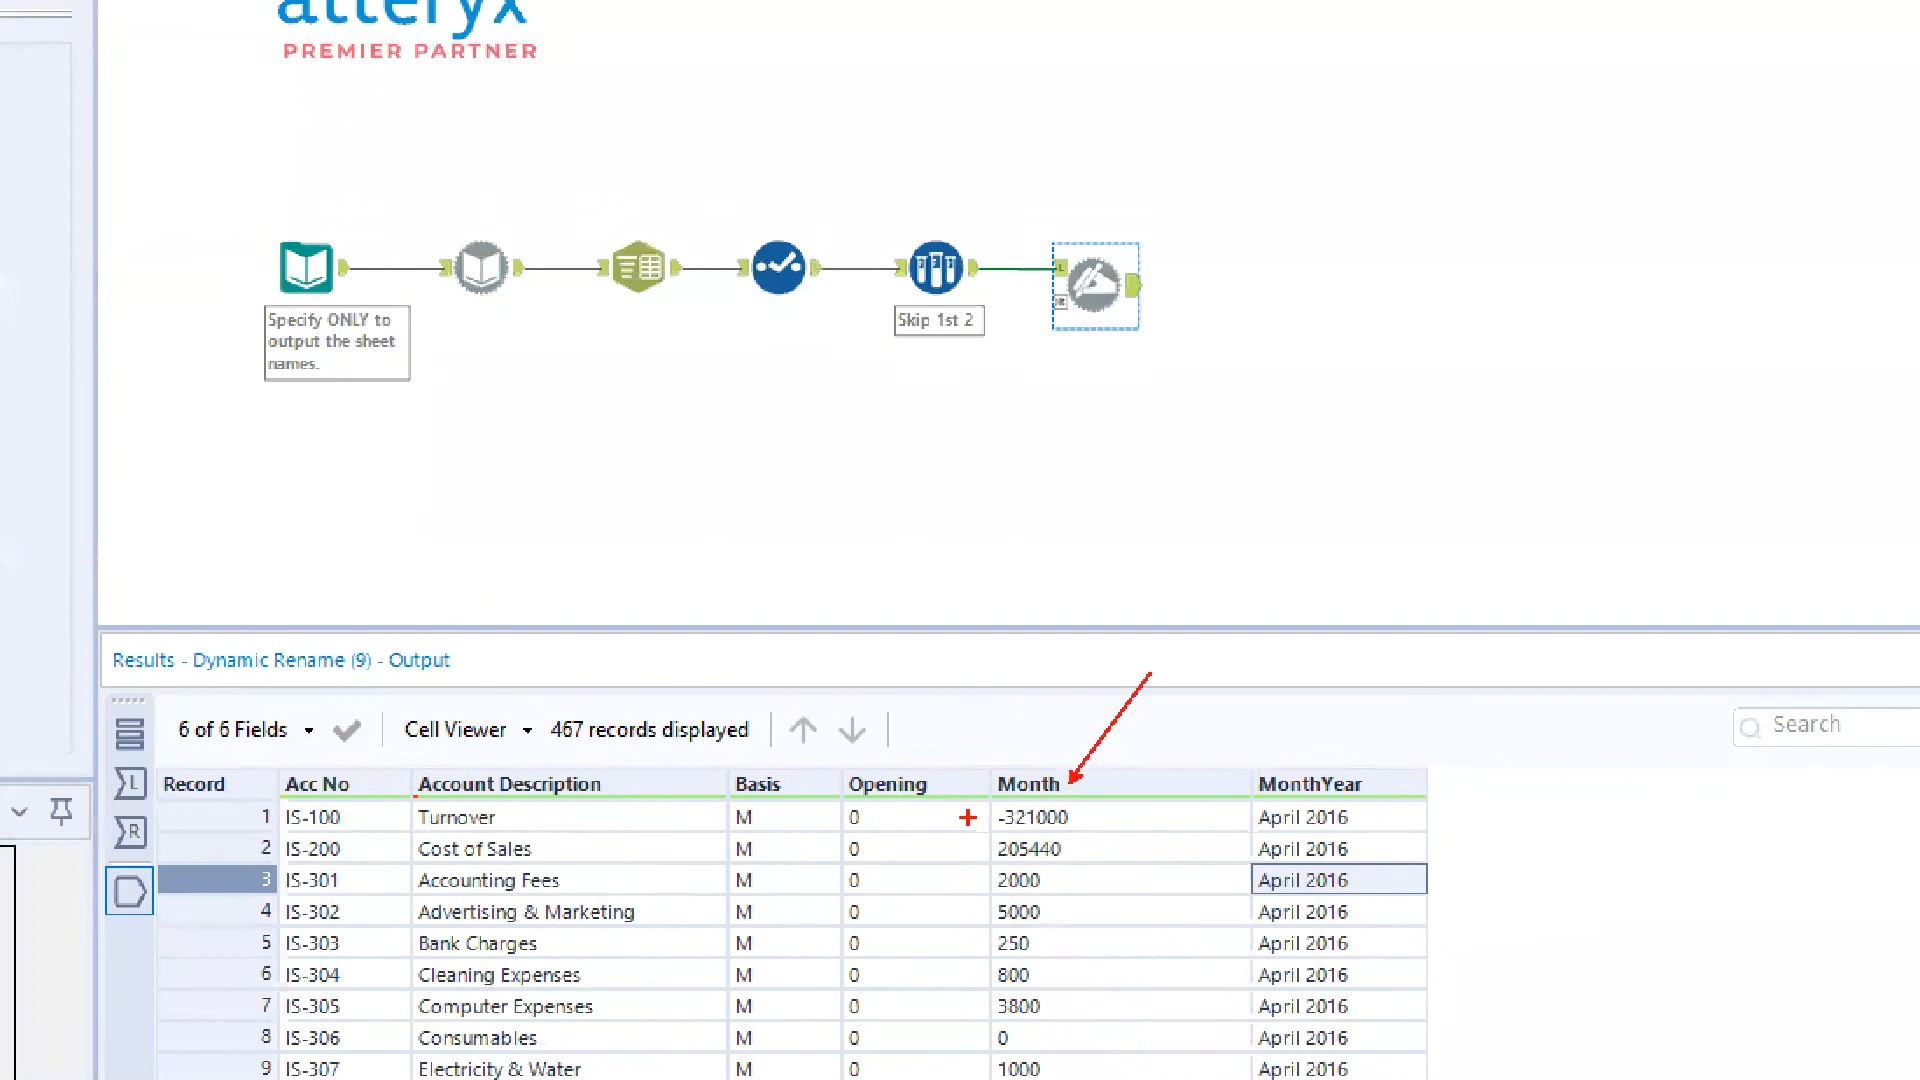 alteryx
PREMIER PARTNER
Specify ONLY to
output the sheet
names.
Skip 1st 2
L
R
Results - Dynamic Rename (9) - Output
6 of 6 Fields Cell Viewer 467 records displayed Search
L
R
Record Acc No Account Description Basis Opening Month MonthYear
1 IS-100 Turnover M 0 -321000 April 2016
2 IS-200 Cost of Sales M 0 205440 April 2016
3 IS-301 Accounting Fees M 0 2000 April 2016
4 IS-302 Advertising & Marketing M 0 5000 April 2016
5 IS-303 Bank Charges M 0 250 April 2016
6 IS-304 Cleaning Expenses M 0 800 April 2016
7 IS-305 Computer Expenses M 0 3800 April 2016
8 IS-306 Consumables M 0 0 April 2016
9 IS-307 Electricity & Water M 0 1000 April 2016